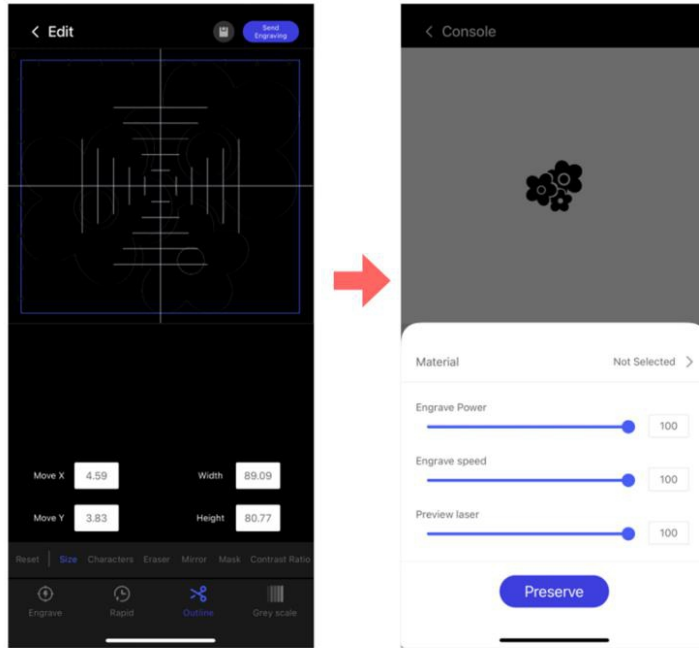 Edit
Send
Engraving
Move X 4.59 Width 89.09
Move Y 3.83 Height 80.77
Reset Size Characters Eraser Mirror Mask Contrast Ratio
Engrave Rapid Outline Grey scale
Console
Material Not Selected
Engrave Power
100
Engrave speed
100
Preview laser
100
Preserve